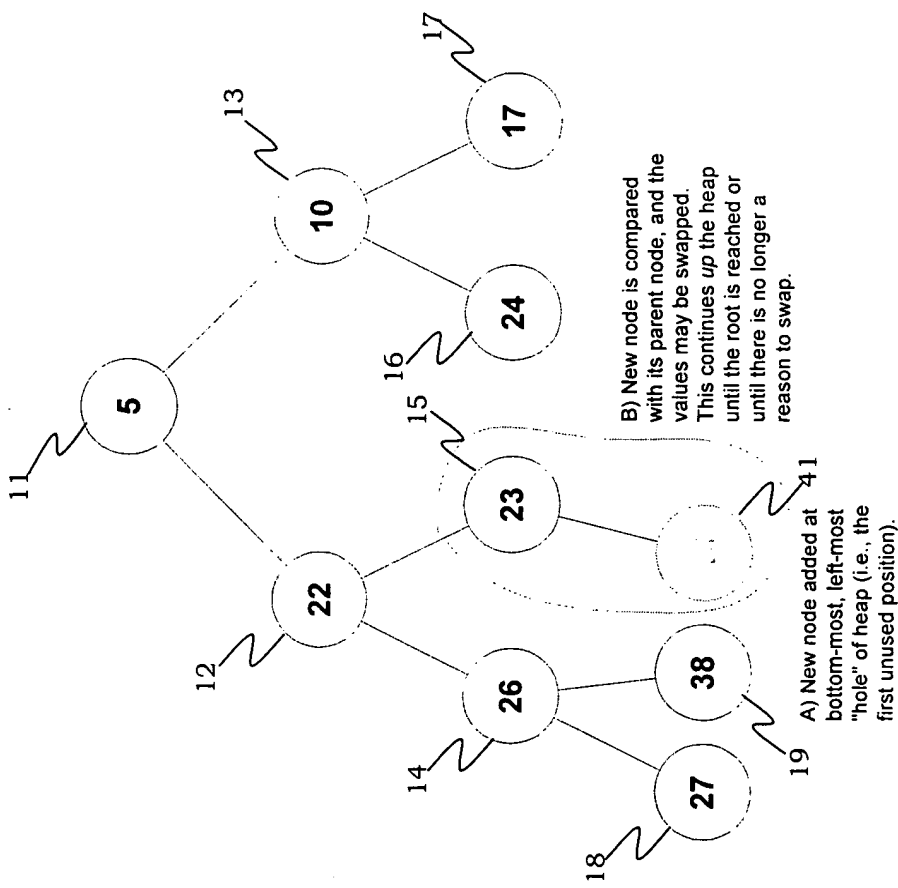 11
5
12
22
13
10
14
26
15
23
16
24
17
17
18
27
19
38
41
A) New node added at
bottom-most, left-most
"hole" of heap (i.e., the
first unused position).
B) New node is compared
with its parent node, and the
values may be swapped.
This continues up the heap
until the root is reached or
until there is no longer a
reason to swap.